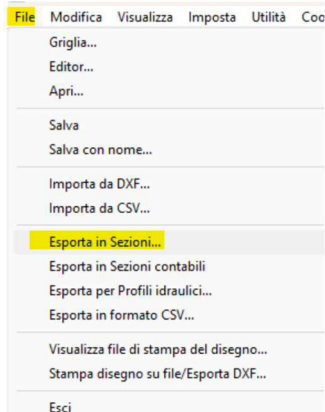 File Modifica Visualizza Imposta Utilità Coo
Griglia...
Editor...
Apri...
Salva
Salva con nome...
Importa da DXF...
Importa da CSV...
Esporta in Sezioni...
Esporta in Sezioni contabili
Esporta per Profili idraulici...
Esporta in formato CSV...
Visualizza file di stampa del disegno...
Stampa disegno su file/Esporta DXF...
Esci